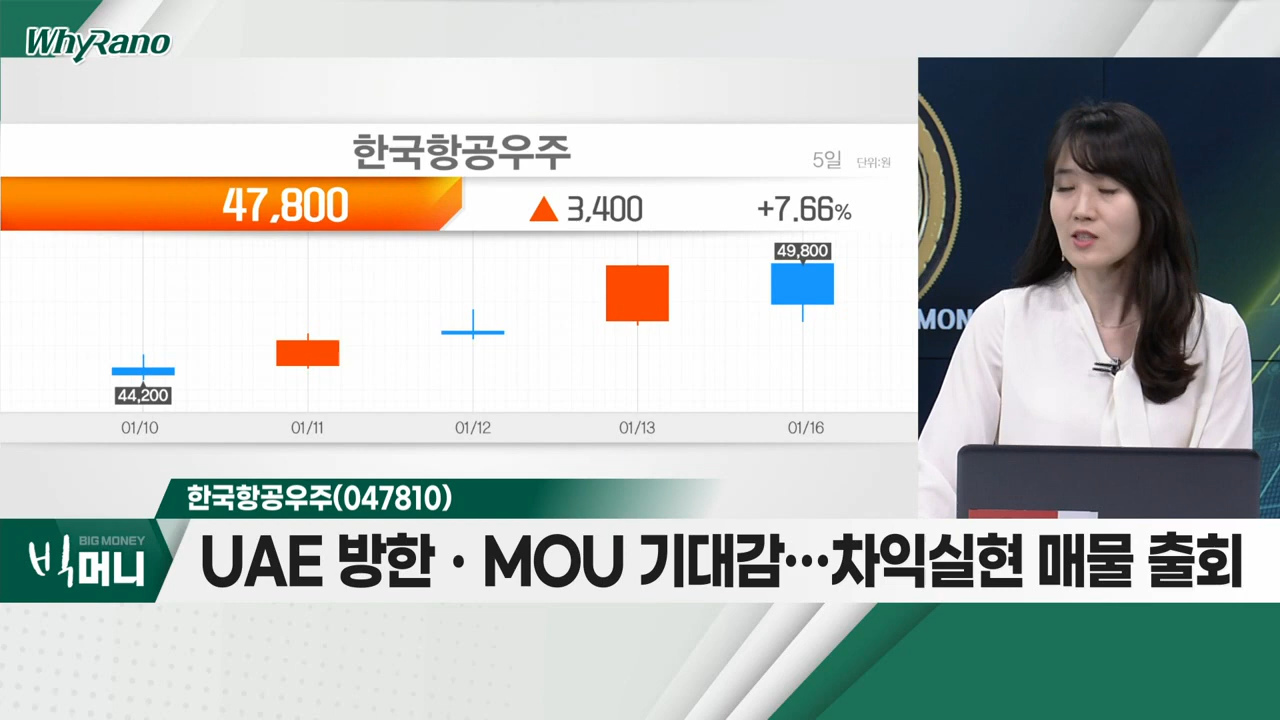 WhyRano
한국항공우주
5일 단위:원
47,800 ▲ 3,400 +7.66%
49,800
44,200
01/10 01/11 01/12 01/13 01/16
MON
한국항공우주(047810)
BIG MONEY
빅머니
UAE 방한·MOU 기대감…차익실현 매물 출회